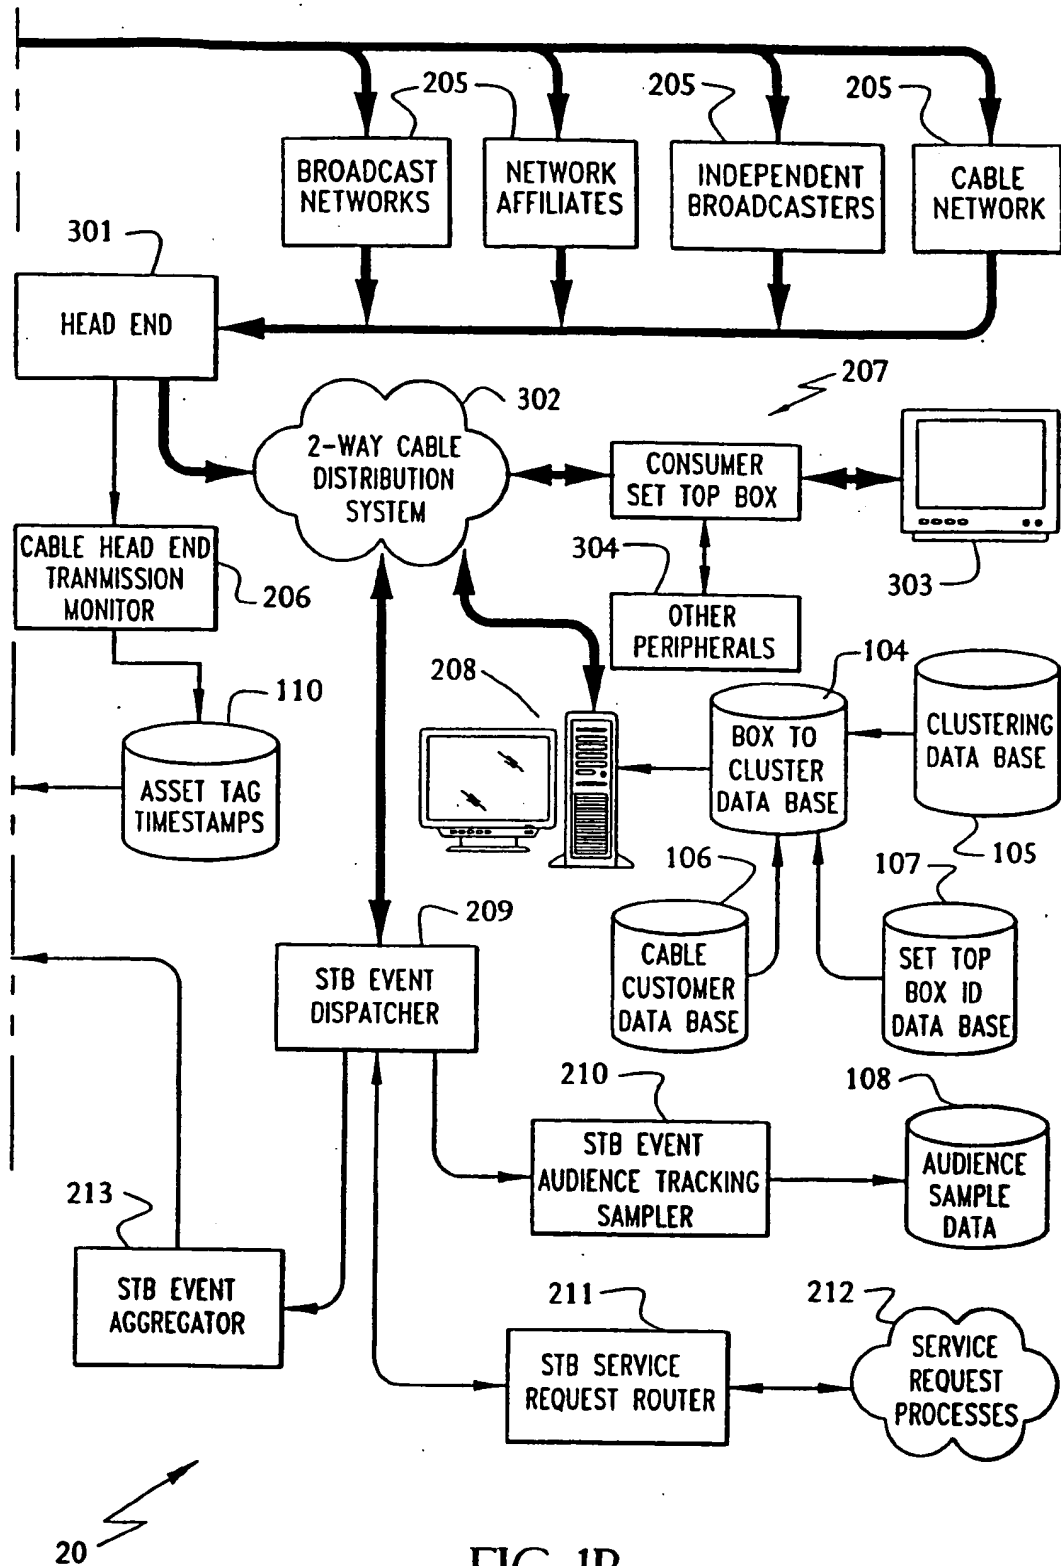 205
205
205
BROADCAST
NETWORKS
NETWORK
AFFILIATES
INDEPENDENT
BROADCASTERS
CABLE
NETWORK
301
HEAD END
207
302
2-WAY CABLE
DISTRIBUTION
SYSTEM
CONSUMER
SET TOP BOX
303
304
OTHER
PERIPHERALS
CABLE HEAD END
TRANMISSION
MONITOR
206
110
ASSET TAG
TIMESTAMPS
208
104
BOX TO
CLUSTER
DATA BASE
CLUSTERING
DATA BASE
105
106
CABLE
CUSTOMER
DATA BASE
107
SET TOP
BOX ID
DATA BASE
209
STB EVENT
DISPATCHER
210
STB EVENT
AUDIENCE TRACKING
SAMPLER
108
AUDIENCE
SAMPLE
DATA
213
STB EVENT
AGGREGATOR
211
STB SERVICE
REQUEST ROUTER
212
SERVICE
REQUEST
PROCESSES
20
FIG. 1B